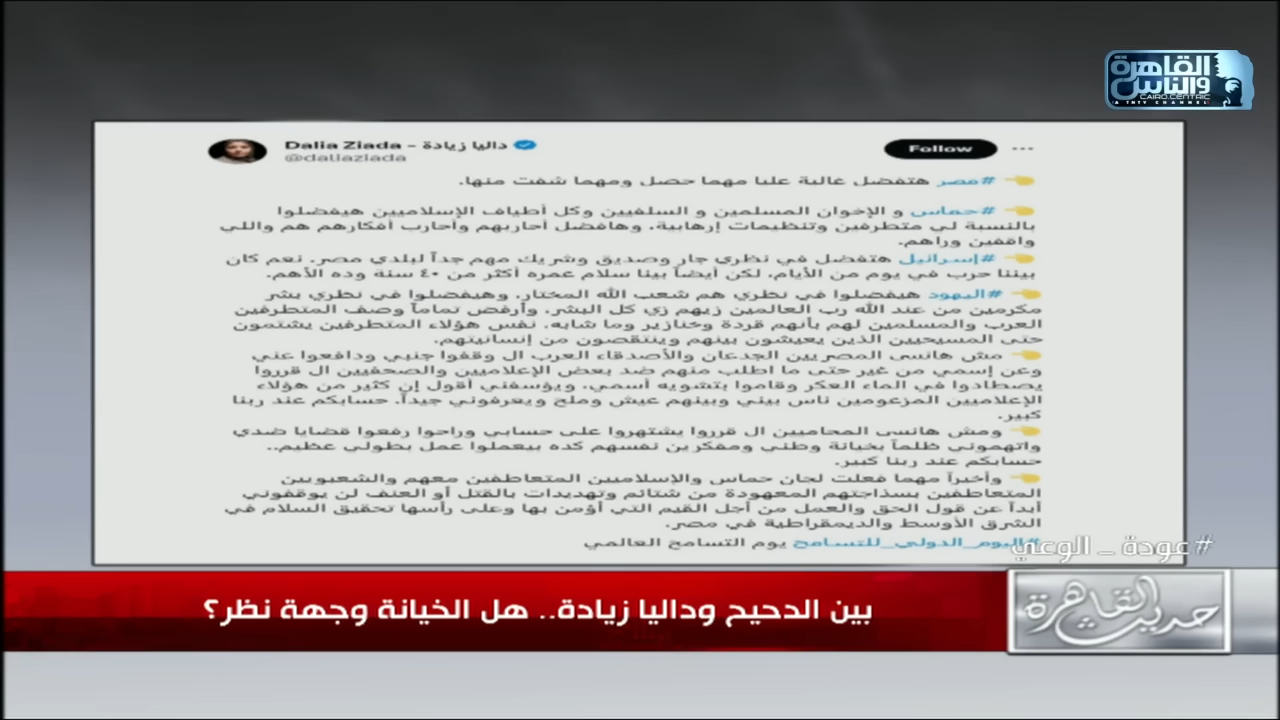 القاهرة
والناس
CAIRO.CENTRIC
A TNTV CHANNEL
Dalia Ziada - داليا زيادة
@daliaziada
Follow
#مصر هتفضل غالية عليا مهما حصل ومهما شفت منها.
#حماس و الإخوان المسلمين و السلفيين وكل أطياف الإسلاميين هيفضلوا
بالنسبة لي متطرفين وتنظيمات إرهابية، وهافضل أحاربهم وأحارب أفكارهم هم واللي
واقفين وراهم.
#إسرائيل هتفضل في نظري جار وصديق وشريك مهم جداً لبلدي مصر. نعم كان
بيننا حرب في يوم من الأيام، لكن أيضاً بينا سلام عمره أكثر من ٤٠ سنة وده الأهم.
#اليهود هيفضلوا في نظري هم شعب الله المختار، وهيفضلوا في نظري بشر
مكرمين من عند الله رب العالمين زيهم زي كل البشر، وأرفض تماماً وصف المتطرفين
العرب والمسلمين لهم بأنهم قردة وخنازير وما شابه. نفس هؤلاء المتطرفين يشتمون
حتى المسيحيين الذين يعيشون بينهم وينتقصون من إنسانيتهم.
مش هانسى المصريين الجدعان والأصدقاء العرب ال وقفوا جنبي ودافعوا عني
وعن إسمي من غير حتى ما اطلب منهم ضد بعض الإعلاميين والصحفيين ال قرروا
يصطادوا في الماء العكر وقاموا بتشويه أسمي، ويؤسفني أقول إن كثير من هؤلاء
الإعلاميين المزعومين ناس بيني وبينهم عيش وملح ويعرفوني جيداً. حسابكم عند ربنا
كبير.
ومش هانسى المحاميين ال قرروا يشتهروا على حسابي وراحوا رفعوا قضايا ضدي
واتهموني ظلماً بخيانة وطني ومفكرين نفسهم كده بيعملوا عمل بطولي عظيم..
حسابكم عند ربنا كبير.
وأخيراً مهما فعلت لجان حماس والإسلاميين المتعاطفين معهم والشعبويين
المتعاطفين بسذاجتهم المعهودة من شتائم وتهديدات بالقتل أو العنف لن يوقفوني
أبداً عن قول الحق والعمل من أجل القيم التي أؤمن بها وعلى رأسها تحقيق السلام في
الشرق الأوسط والديمقراطية في مصر.
#اليوم_الدولي_للتسامح يوم التسامح العالمي
#عودة_الوعي
حديث القاهرة
بين الدحيح وداليا زيادة.. هل الخيانة وجهة نظر؟